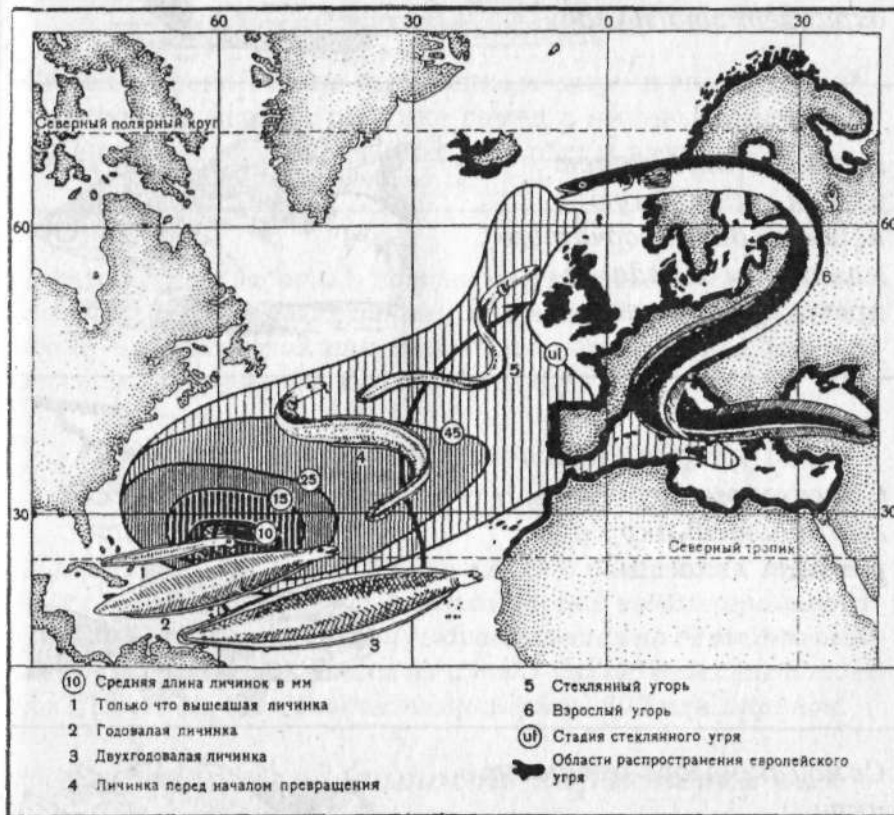 60
30
0
30
Северный полярный круг
60
60
6
ul
5
45
4
25
15
30
10
30
Северный тропик
1
2
3
10 Средняя длина личинок в мм
1 Только что вышедшая личинка
2 Годовалая личинка
3 Двухгодовалая личинка
4 Личинка перед началом превращения
5 Стеклянный угорь
6 Взрослый угорь
ul Стадия стеклянного угря
Области распространения европейского
угря